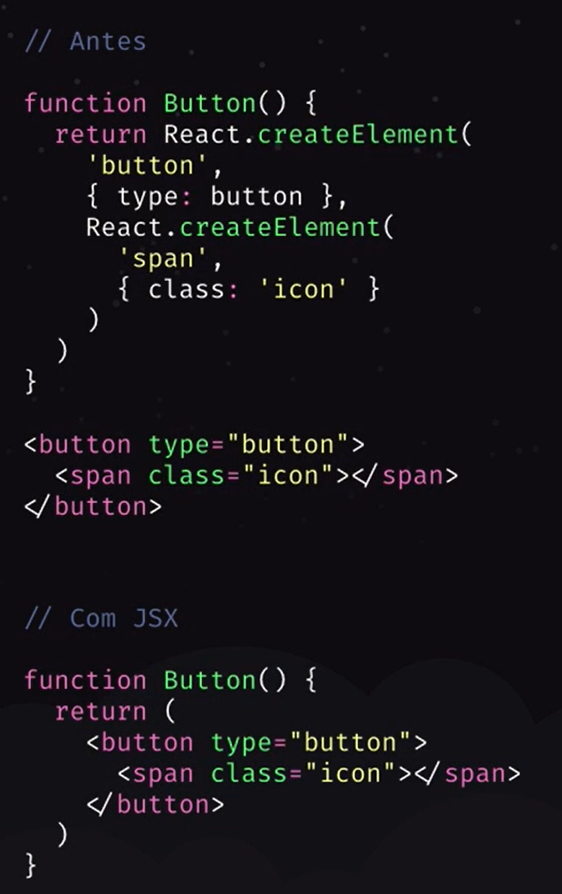 // Antes
function Button() {
return React.createElement(
'button',
{ type: button },
React.createElement(
'span',
{ class: 'icon' }
)
)
}
<button type="button">
<span class="icon"></span>
</button>
// Com JSX
function Button() {
return (
<button type="button">
<span class="icon"></span>
</button>
)
}